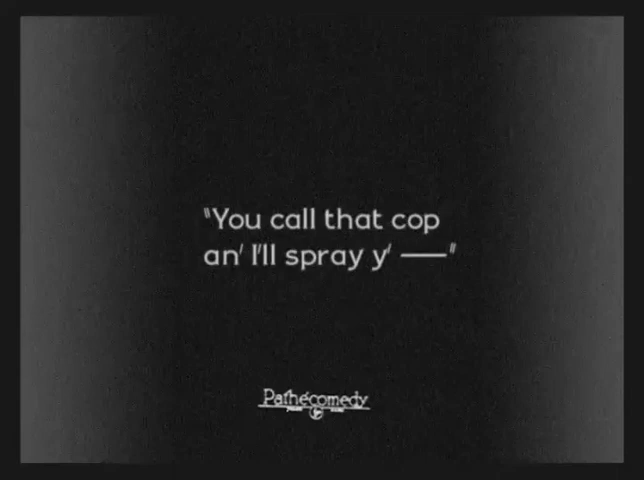 "You call that cop
an' I'll spray y' ——"
Pathécomedy